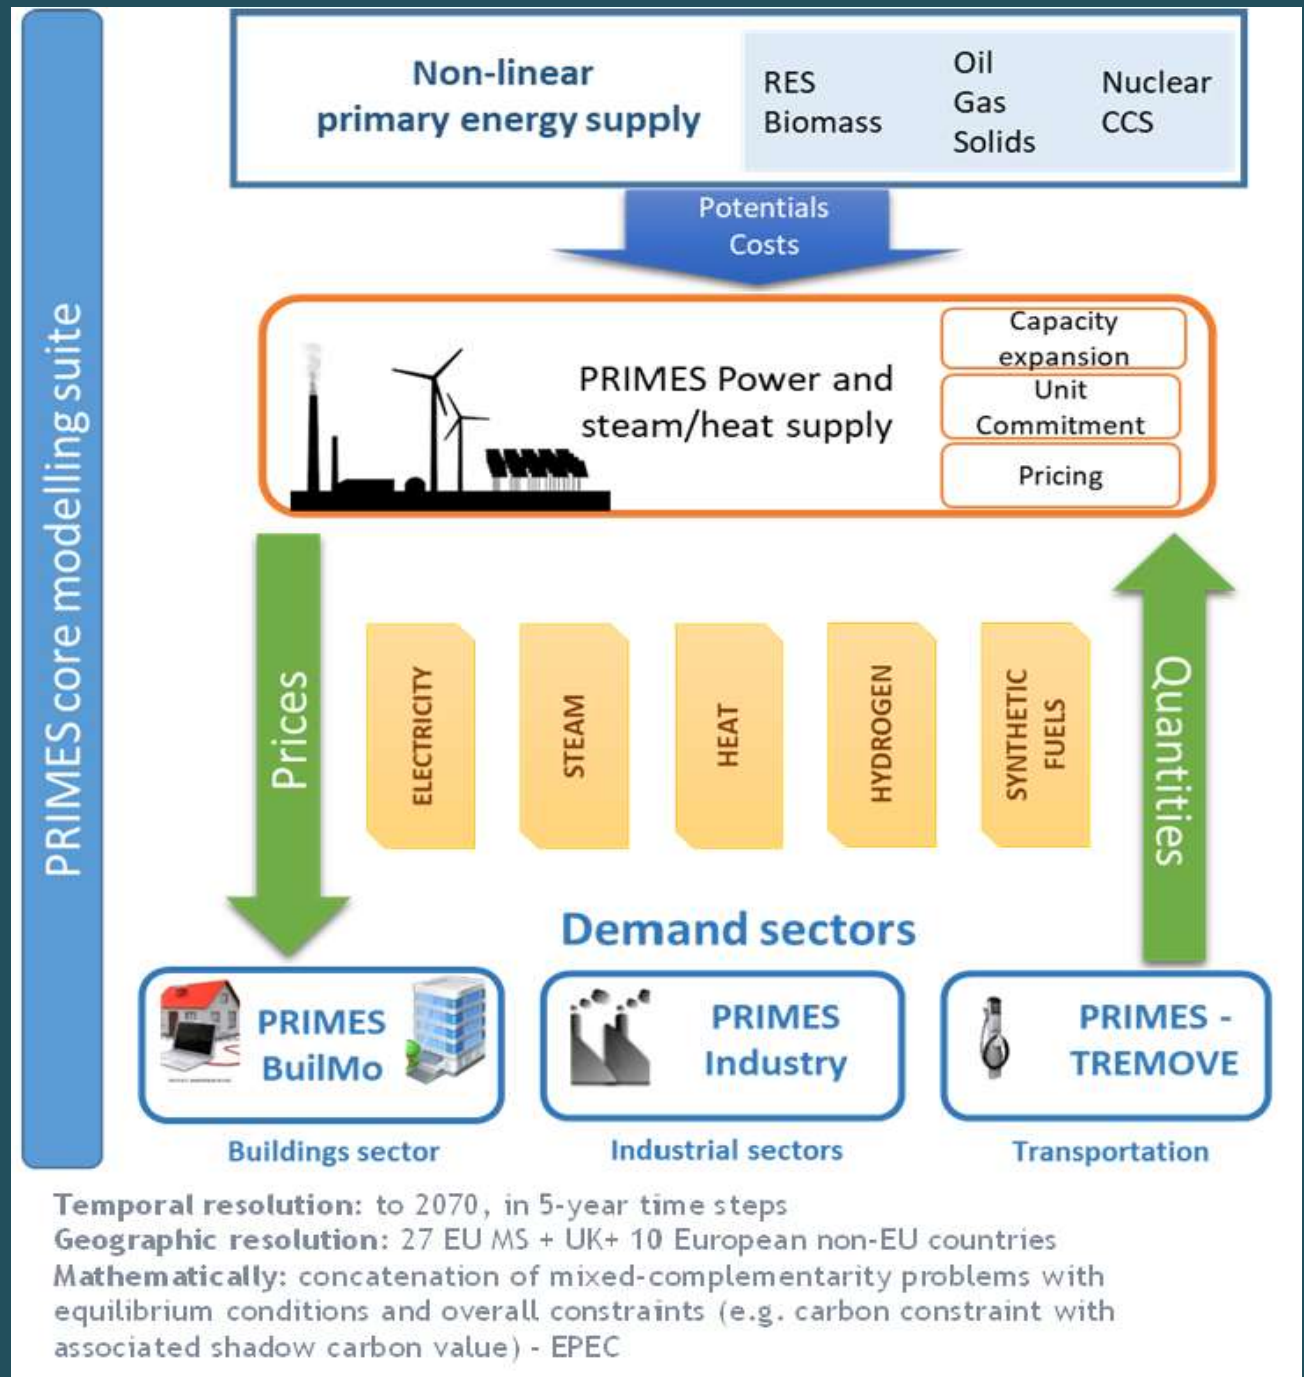 PRIMES core modelling suite
Non-linear
primary energy supply
RES
Biomass
Oil
Gas
Solids
Nuclear
CCS
Potentials
Costs
PRIMES Power and
steam/heat supply
Capacity
expansion
Unit
Commitment
Pricing
Prices
ELECTRICITY
STEAM
HEAT
HYDROGEN
SYNTHETIC
FUELS
Quantities
Demand sectors
PRIMES
BuilMo
PRIMES
Industry
PRIMES -
TREMOVE
Buildings sector
Industrial sectors
Transportation
Temporal resolution: to 2070, in 5-year time steps
Geographic resolution: 27 EU MS + UK+ 10 European non-EU countries
Mathematically: concatenation of mixed-complementarity problems with
equilibrium conditions and overall constraints (e.g. carbon constraint with
associated shadow carbon value) - EPEC